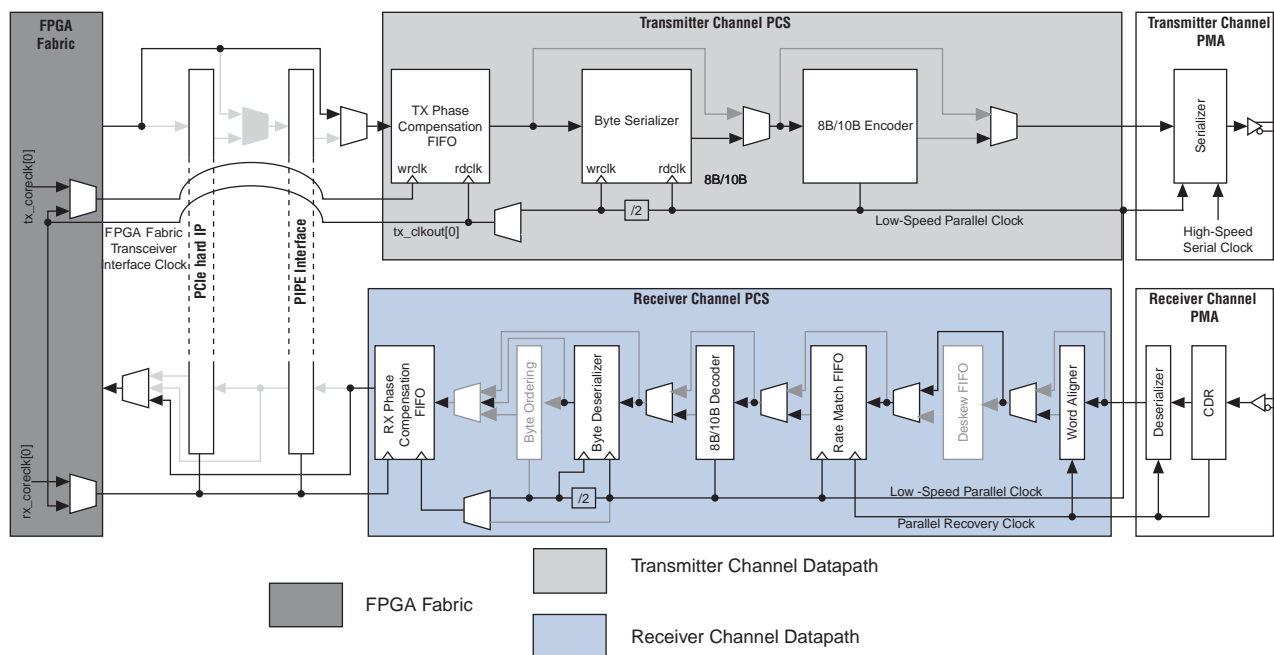 FPGA
Fabric
Transmitter Channel PCS
Transmitter Channel
PMA
TX Phase
Compensation
FIFO
wrclk
rdclk
Byte Serializer
wrclk
rdclk
8B/10B
8B/10B Encoder
Serializer
tx_coreclk[0]
FPGA Fabric
Transceiver
Interface Clock
tx_clkout[0]
/2
Low-Speed Parallel Clock
High-Speed
Serial Clock
PCIe hard IP
PIPE Interface
Receiver Channel PCS
Receiver Channel
PMA
RX Phase
Compensation
FIFO
Byte Ordering
Byte Deserializer
8B/10B Decoder
Rate Match FIFO
Deskew FIFO
Word Aligner
Deserializer
CDR
rx_coreclk[0]
/2
Low -Speed Parallel Clock
Parallel Recovery Clock
Transmitter Channel Datapath
FPGA Fabric
Receiver Channel Datapath